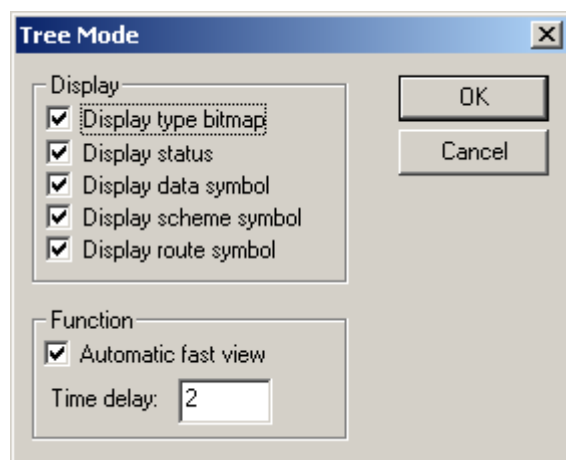 Tree Mode
Display
Display type bitmap
Display status
Display data symbol
Display scheme symbol
Display route symbol
OK
Cancel
Function
Automatic fast view
Time delay: 2